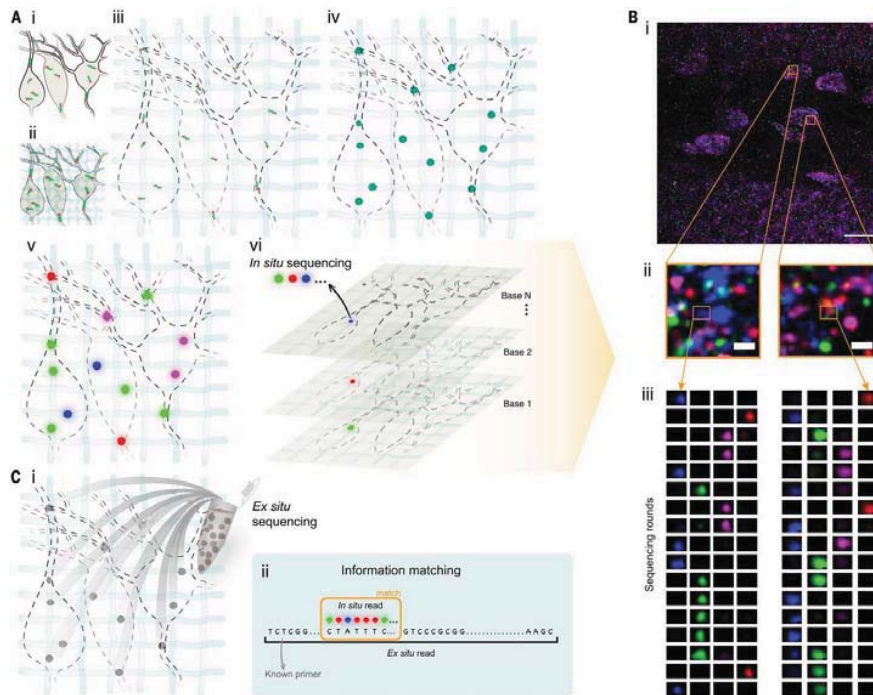 A
i
iii
iv
ii
v
vi
In situ sequencing
...
Base N
⋮
Base 2
Base 1
B
i
ii
iii
Sequencing rounds
C
i
Ex situ
sequencing
ii
Information matching
match
In situ read
...
TCTCGG... CTATTTC... GTCCCGCGG...............AAGC
Ex situ read
Known primer